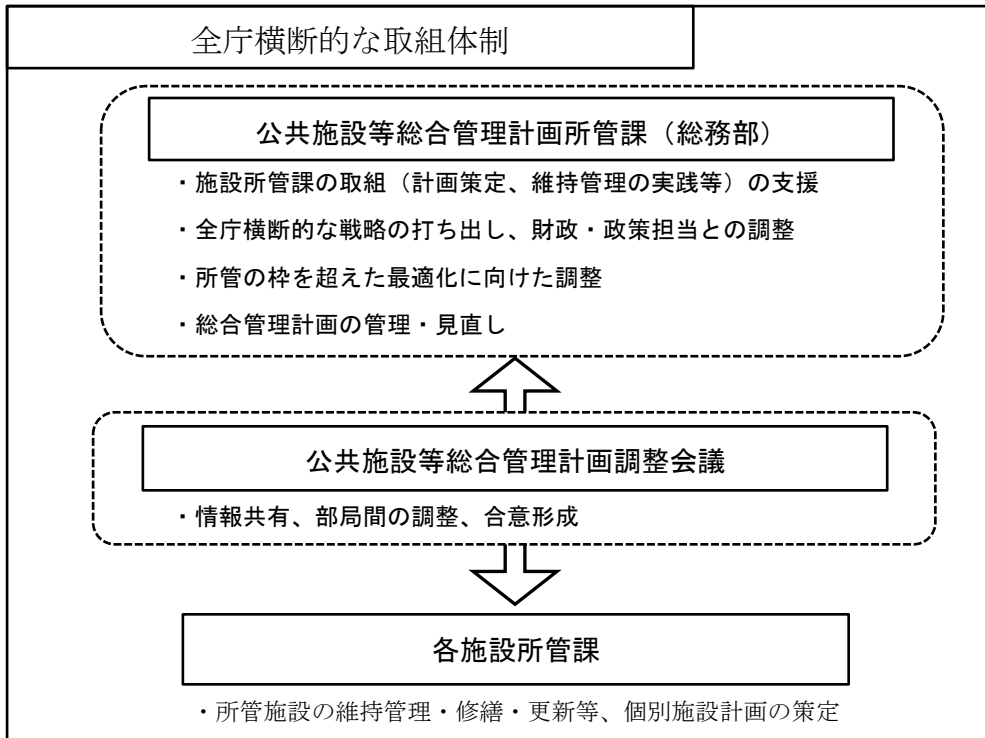 全庁横断的な取組体制
公共施設等総合管理計画所管課（総務部）
・施設所管課の取組（計画策定、維持管理の実践等）の支援
・全庁横断的な戦略の打ち出し、財政・政策担当との調整
・所管の枠を超えた最適化に向けた調整
・総合管理計画の管理・見直し
公共施設等総合管理計画調整会議
・情報共有、部局間の調整、合意形成
各施設所管課
・所管施設の維持管理・修繕・更新等、個別施設計画の策定